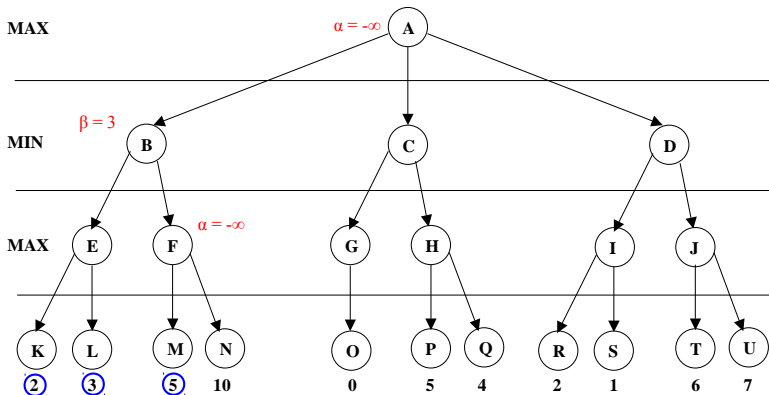 MAX α = -∞ A
β = 3
MIN B C D
α = -∞
MAX E F G H I J
K L M N O P Q R S T U
2 3 5 10 0 5 4 2 1 6 7